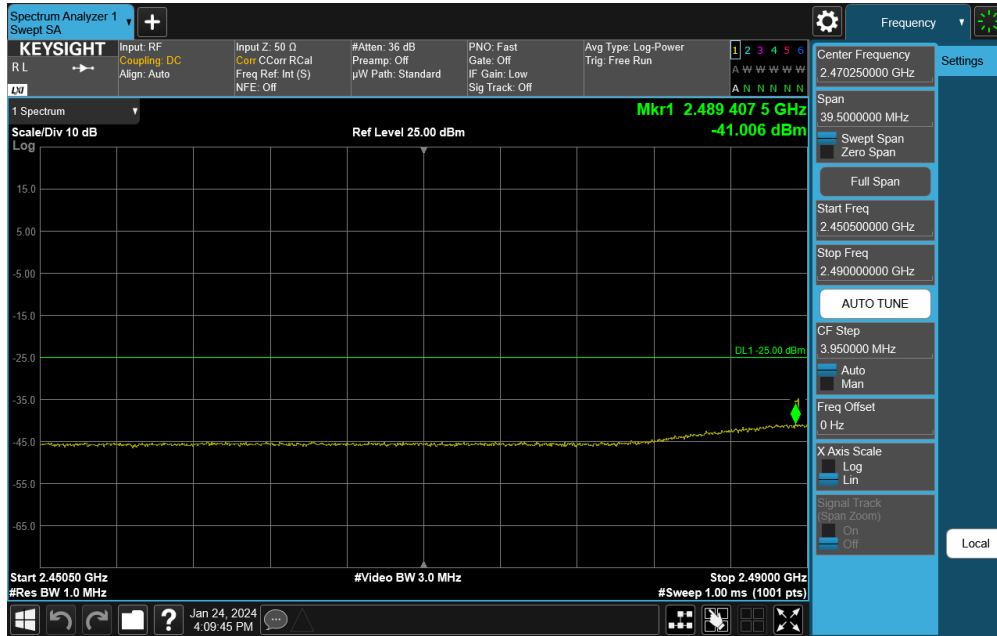 Spectrum Analyzer 1
Swept SA
+
Frequency
KEYSIGHT
R L
LXI
Input: RF
Coupling: DC
Align: Auto
Input Z: 50 Ω
Corr CCorr RCal
Freq Ref: Int (S)
NFE: Off
#Atten: 36 dB
Preamp: Off
µW Path: Standard
PNO: Fast
Gate: Off
IF Gain: Low
Sig Track: Off
Avg Type: Log-Power
Trig: Free Run
1 2 3 4 5 6
A W W W W W
A N N N N N
1 Spectrum
Scale/Div 10 dB
Log
Ref Level 25.00 dBm
Mkr1 2.489 407 5 GHz
-41.006 dBm
15.0
5.00
-5.00
-15.0
-25.0
-35.0
-45.0
-55.0
-65.0
DL1 -25.00 dBm
1
Start 2.45050 GHz
#Res BW 1.0 MHz
#Video BW 3.0 MHz
Stop 2.49000 GHz
#Sweep 1.00 ms (1001 pts)
Center Frequency
2.470250000 GHz
Settings
Span
39.5000000 MHz
Swept Span
Zero Span
Full Span
Start Freq
2.450500000 GHz
Stop Freq
2.490000000 GHz
AUTO TUNE
CF Step
3.950000 MHz
Auto
Man
Freq Offset
0 Hz
X Axis Scale
Log
Lin
Signal Track
(Span Zoom)
On
Off
Local
?
Jan 24, 2024
4:09:45 PM